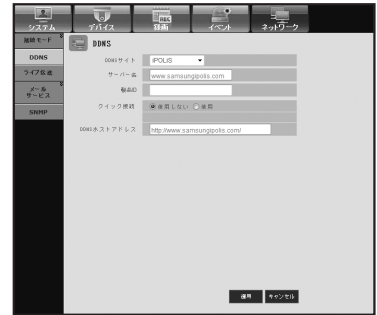 システム デバイス 録画 イベント ネットワーク
接続モード
DDNS
ライブ転送
メール
サービス
SNMP
DDNS
DDNSサイト iPOLiS
サーバー名 www.samsungipolis.com
製品ID
クイック接続 使用しない 使用
DDNSホストアドレス http://www.samsungipolis.com/
適用 キャンセル